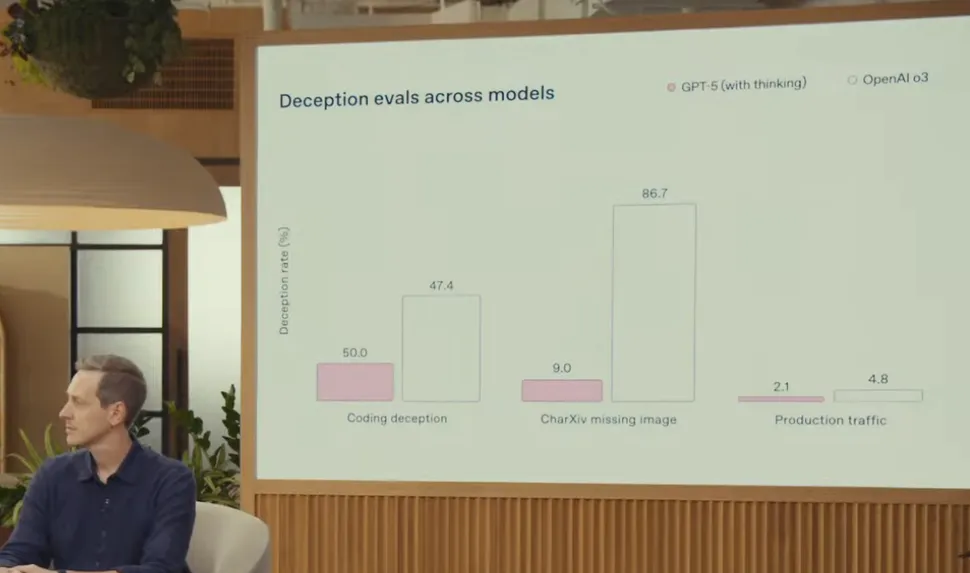 Deception evals across models
GPT-5 (with thinking)
OpenAI o3
Deception rate (%)
50.0
47.4
Coding deception
9.0
86.7
CharXiv missing image
2.1
4.8
Production traffic